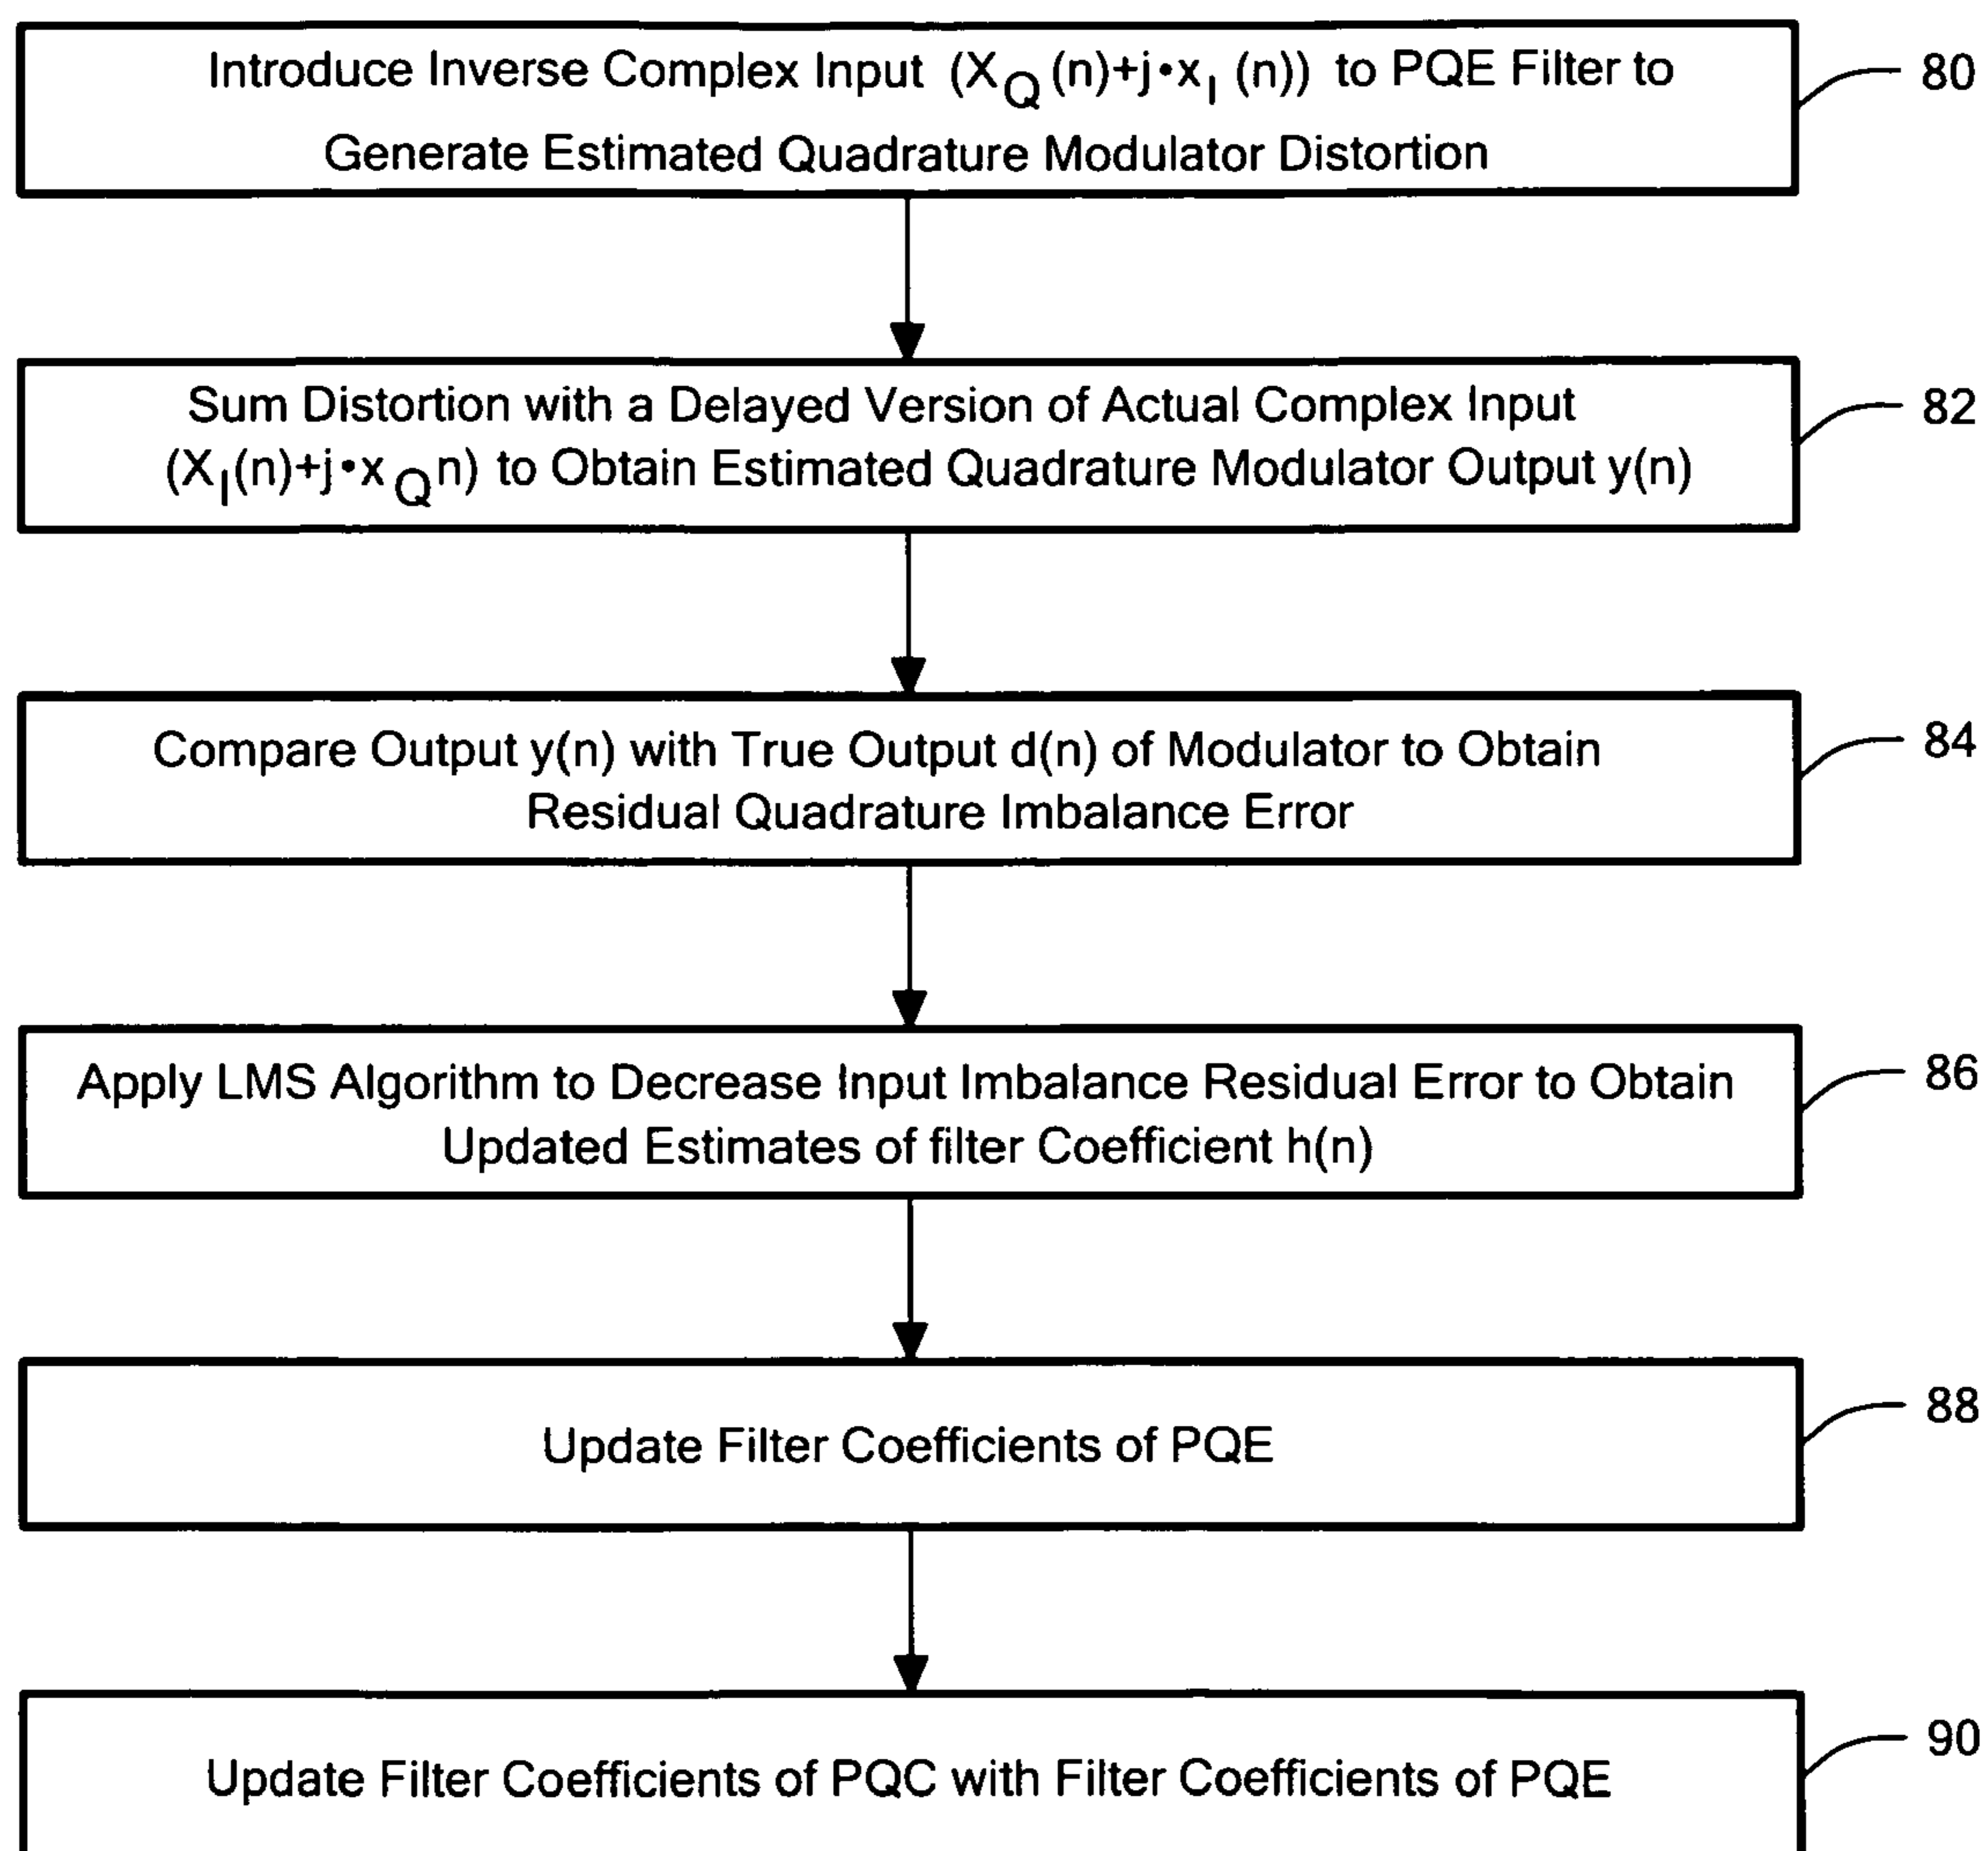 Introduce Inverse Complex Input (XQ (n)+j•xI (n)) to PQE Filter to
Generate Estimated Quadrature Modulator Distortion
80
Sum Distortion with a Delayed Version of Actual Complex Input
(XI(n)+j•xQn) to Obtain Estimated Quadrature Modulator Output y(n)
82
Compare Output y(n) with True Output d(n) of Modulator to Obtain
Residual Quadrature Imbalance Error
84
Apply LMS Algorithm to Decrease Input Imbalance Residual Error to Obtain
Updated Estimates of filter Coefficient h(n)
86
Update Filter Coefficients of PQE
88
Update Filter Coefficients of PQC with Filter Coefficients of PQE
90